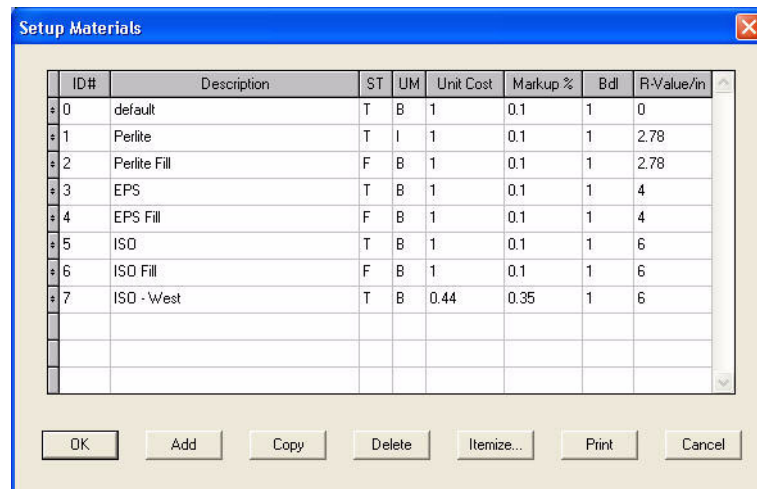 Setup Materials
ID# Description ST UM Unit Cost Markup % Bdl R-Value/in
0 default T B 1 0.1 1 0
1 Perlite T I 1 0.1 1 2.78
2 Perlite Fill F B 1 0.1 1 2.78
3 EPS T B 1 0.1 1 4
4 EPS Fill F B 1 0.1 1 4
5 ISO T B 1 0.1 1 6
6 ISO Fill F B 1 0.1 1 6
7 ISO - West T B 0.44 0.35 1 6
OK Add Copy Delete Itemize... Print Cancel